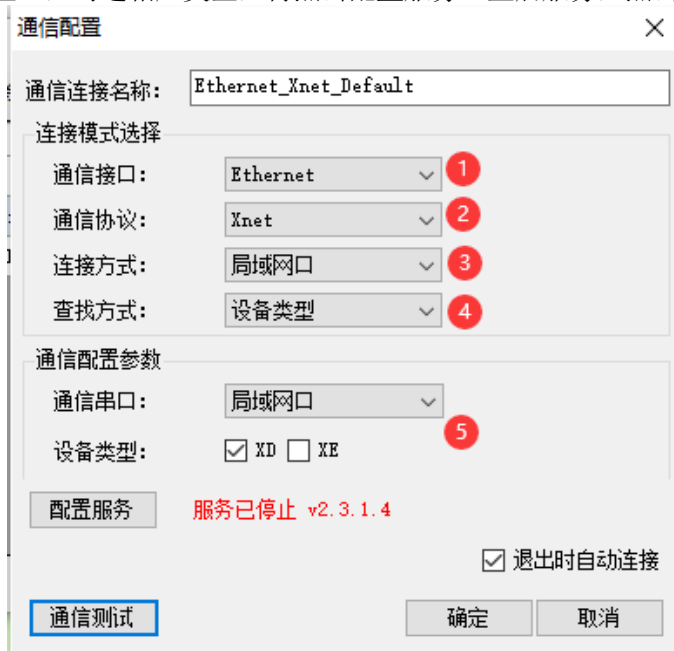 通信配置
通信连接名称： Ethernet_Xnet_Default
连接模式选择
通信接口： Ethernet 1
通信协议： Xnet 2
连接方式： 局域网口 3
查找方式： 设备类型 4
通信配置参数
通信串口： 局域网口
5
设备类型： XD XE
配置服务 服务已停止 v2.3.1.4
退出时自动连接
通信测试 确定 取消